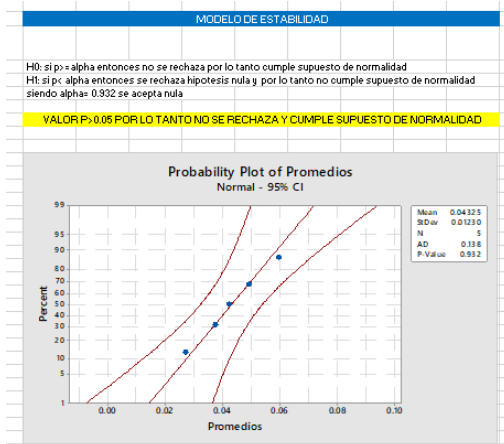 MODELO DE ESTABILIDAD
H0: si p>=alpha entonces no se rechaza por lo tanto cumple supuesto de normalidad
H1: si p< alpha entonces se rechaza hipotesis nula y por lo tanto no cumple supuesto de normalidad
siendo alpha= 0.932 se acepta nula
VALOR P>0.05 POR LO TANTO NO SE RECHAZA Y CUMPLE SUPUESTO DE NORMALIDAD
Probability Plot of Promedios
Normal - 95% CI
Mean 0.04325
StDev 0.01230
N 5
AD 0.138
P-Value 0.932
Percent
99
95
90
80
70
60
50
40
30
20
10
5
1
0.00 0.02 0.04 0.06 0.08 0.10
Promedios